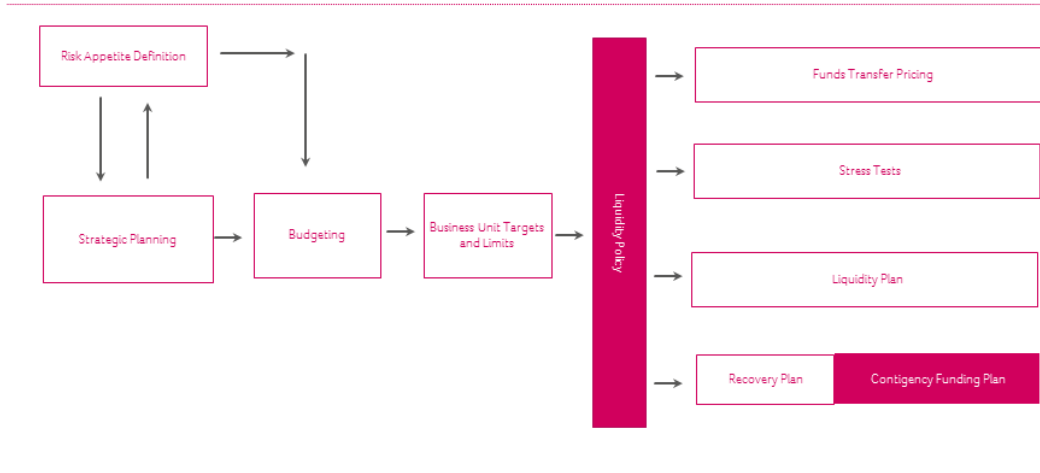 Risk Appetite Definition
Strategic Planning
Budgeting
Business Unit Targets
and Limits
Liquidity Policy
Funds Transfer Pricing
Stress Tests
Liquidity Plan
Recovery Plan
Contigency Funding Plan